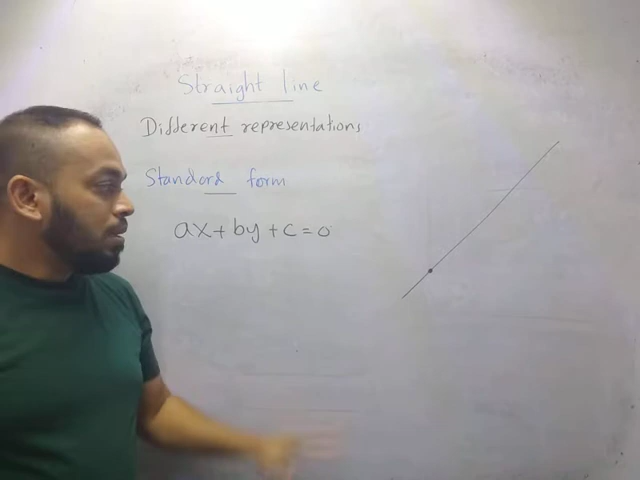 Straight line
Different representations
Standard form
ax + by + c = 0